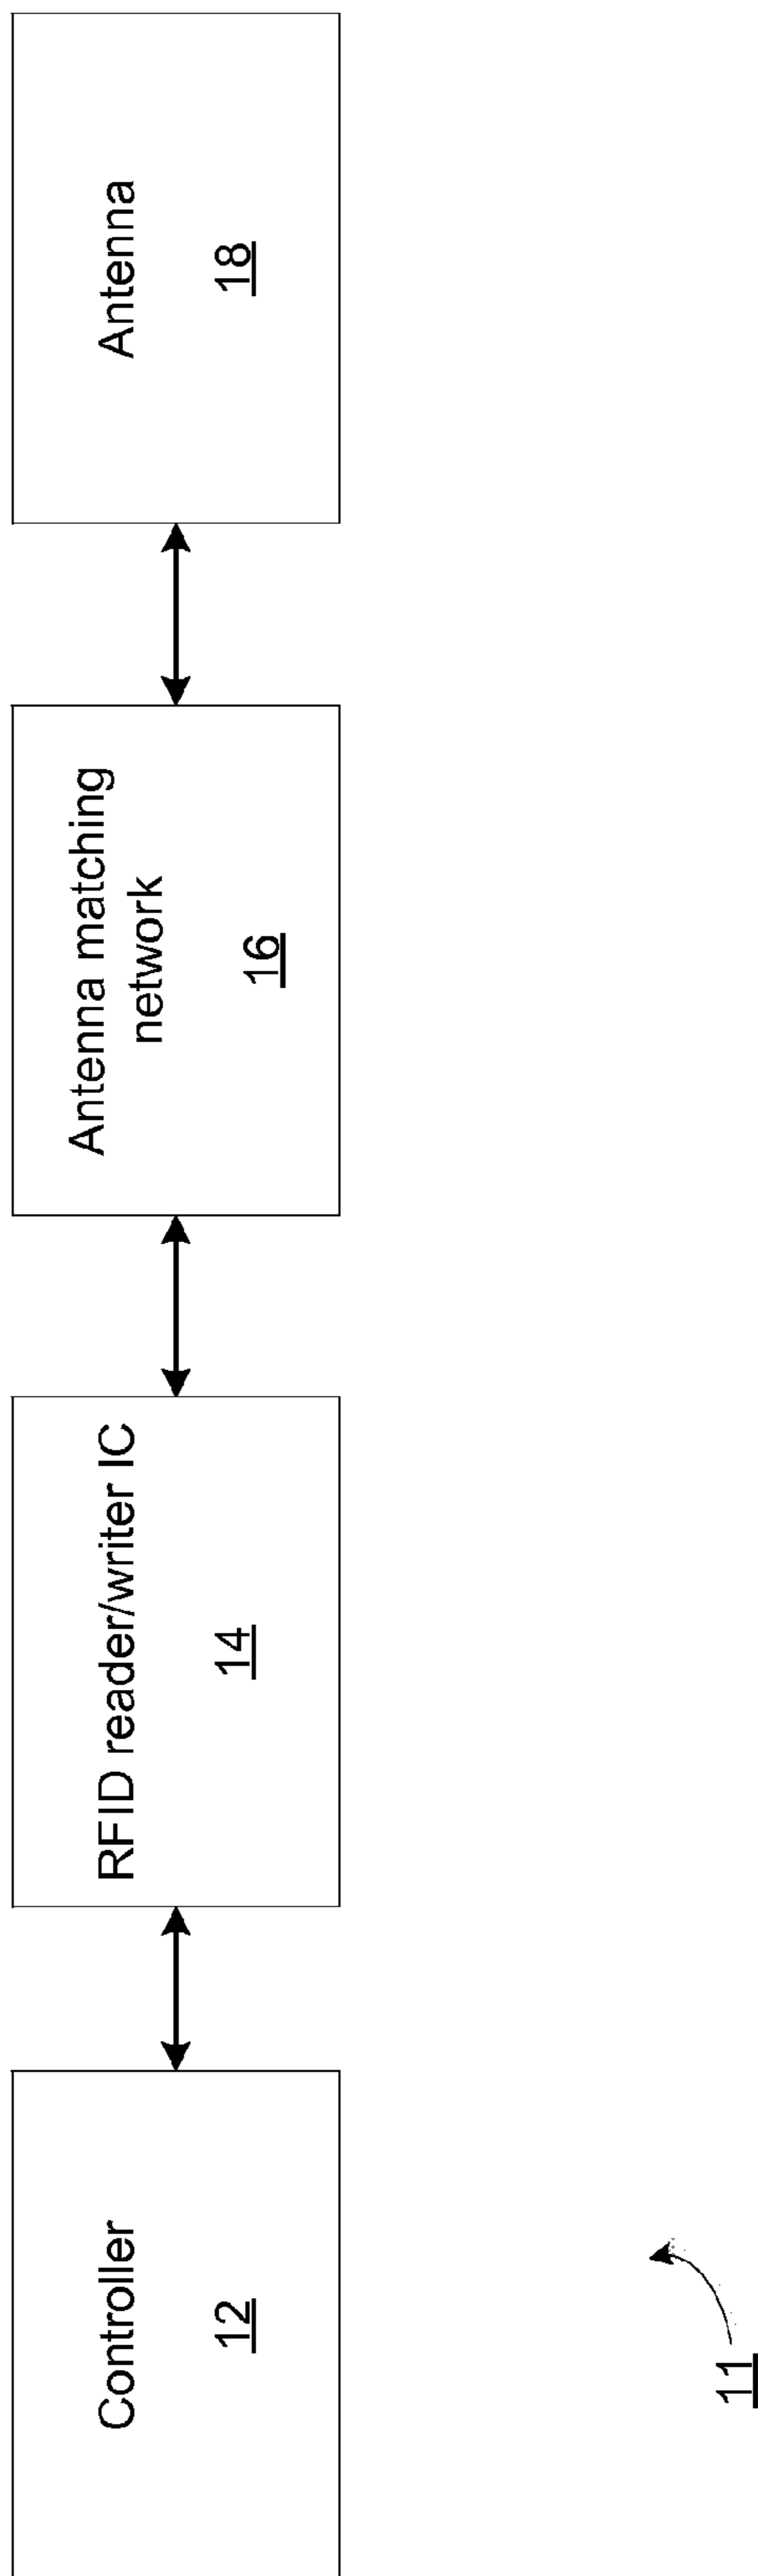 Controller
12
RFID reader/writer IC
14
Antenna matching
network
16
Antenna
18
11